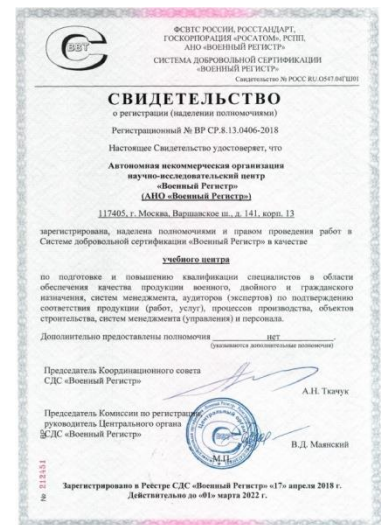 ВВТ
ФСВТС РОССИИ, РОССТАНДАРТ,
ГОСКОРПОРАЦИЯ «РОСАТОМ», РСПП,
АНО «ВОЕННЫЙ РЕГИСТР»
СИСТЕМА ДОБРОВОЛЬНОЙ СЕРТИФИКАЦИИ
«ВОЕННЫЙ РЕГИСТР»
Свидетельство № РОСС RU.О547.04ГШ01
СВИДЕТЕЛЬСТВО
о регистрации (наделении полномочиями)
Регистрационный № ВР СР.8.13.0406-2018
Настоящее Свидетельство удостоверяет, что
Автономная некоммерческая организация
научно-исследовательский центр
«Военный Регистр»
(АНО «Военный Регистр»)
117405, г. Москва, Варшавское ш., д. 141, корп. 13
зарегистрирована, наделена полномочиями и правом проведения работ в
Системе добровольной сертификации «Военный Регистр» в качестве
учебного центра
по подготовке и повышению квалификации специалистов в области
обеспечения качества продукции военного, двойного и гражданского
назначения, систем менеджмента, аудиторов (экспертов) по подтверждению
соответствия продукции (работ, услуг), процессов производства, объектов
строительства, систем менеджмента (управления) и персонала.
Дополнительно предоставлены полномочия нет.
(указываются дополнительные полномочия)
Председатель Координационного совета
СДС «Военный Регистр»
А.Н. Ткачук
Председатель Комиссии по регистрации,
руководитель Центрального органа
СДС «Военный Регистр»
В.Д. Маянский
М.П.
№ 212451
Зарегистрировано в Реестре СДС «Военный Регистр» «17» апреля 2018 г.
Действительно до «01» марта 2022 г.